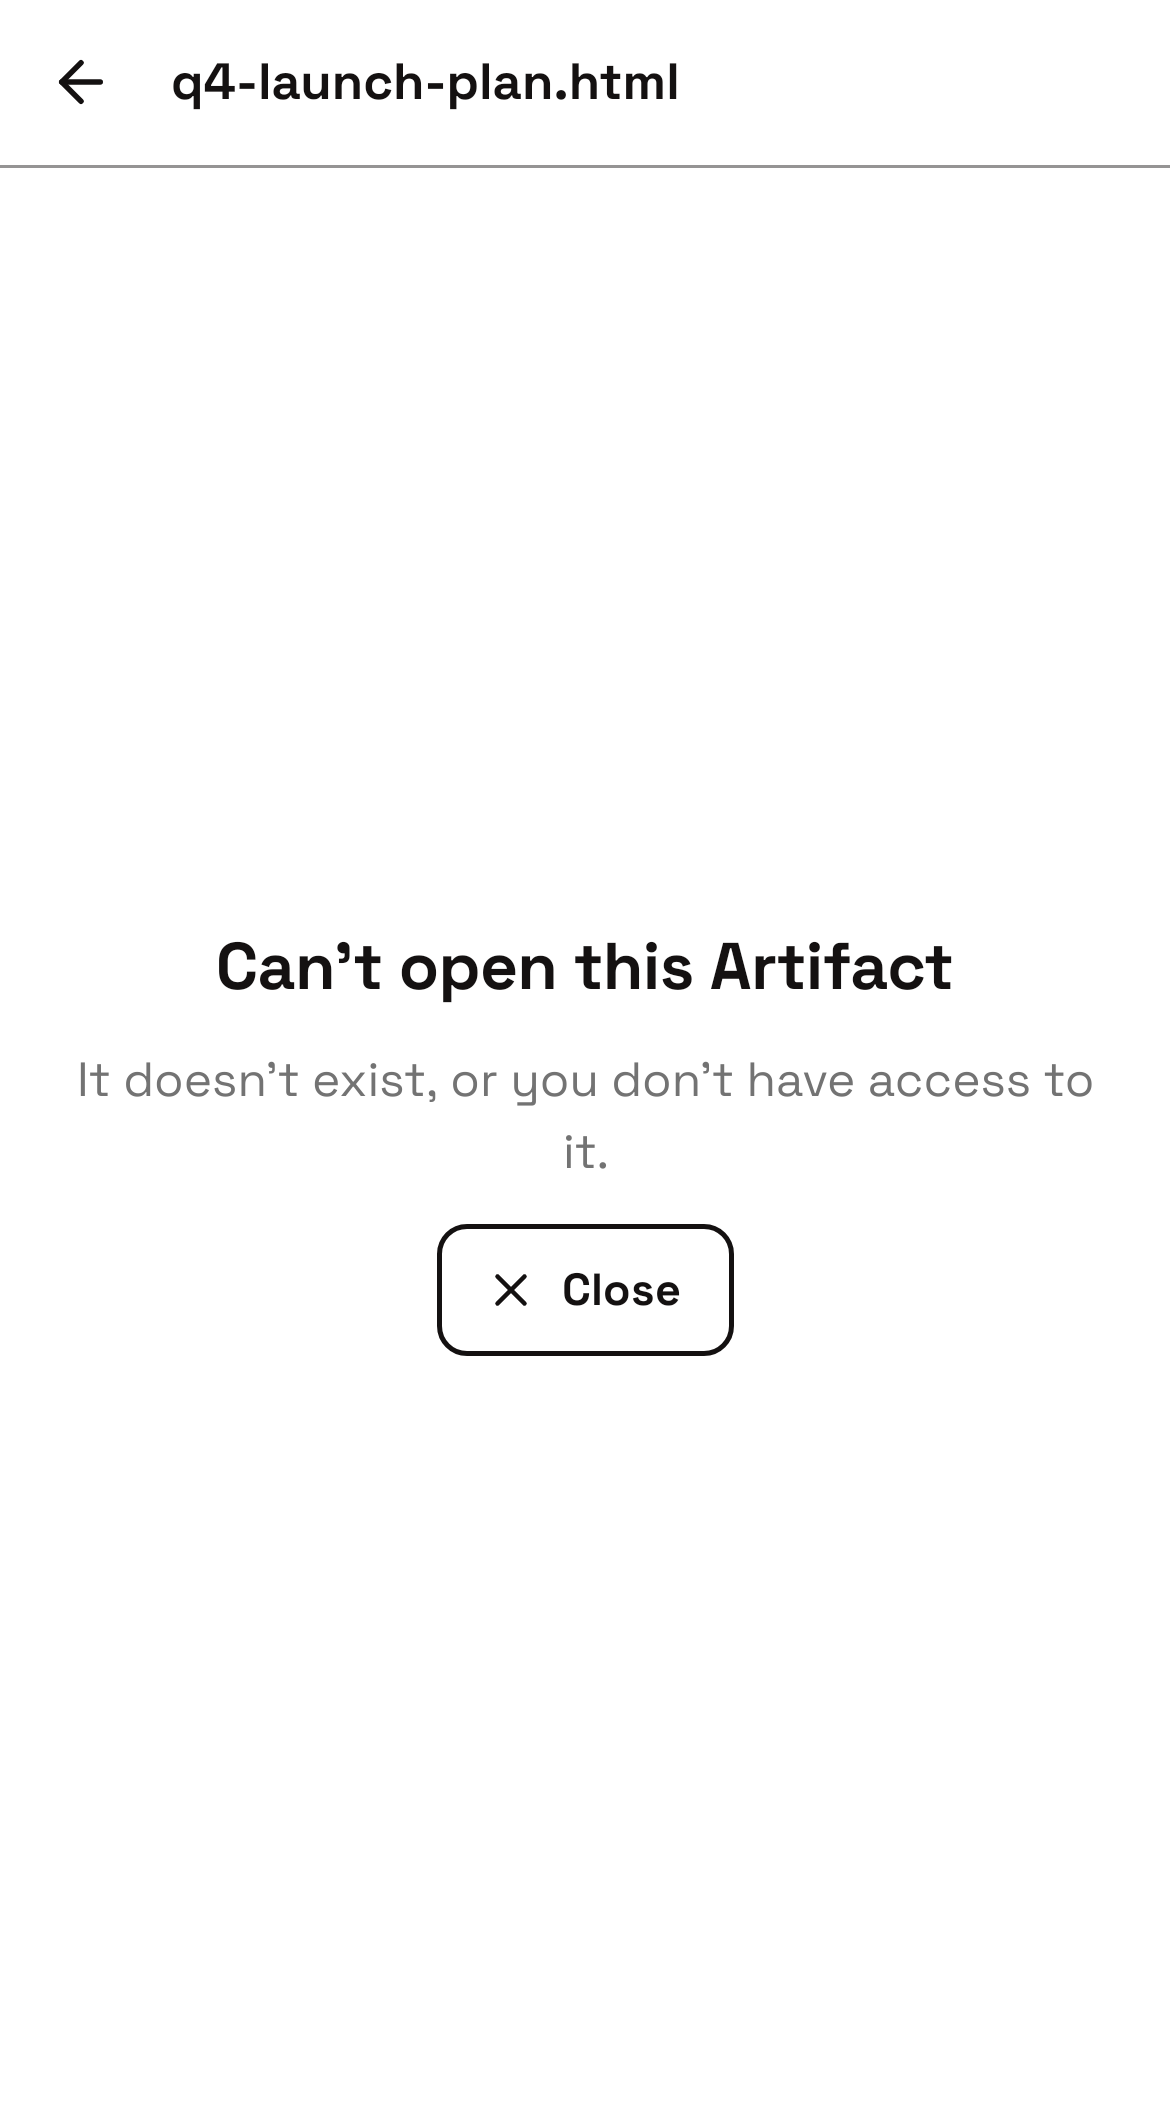 q4-launch-plan.html
Can’t open this Artifact
It doesn’t exist, or you don’t have access to
it.
Close